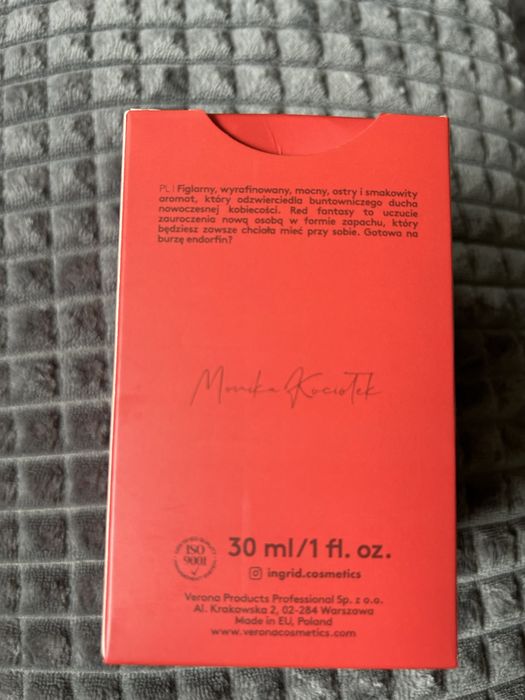 PL | Figlarny, wyrafinowany, mocny, ostry i smakowity
aromat, który odzwierciedla buntowniczego ducha
nowoczesnej kobiecości. Red fantasy to uczucie
zauroczenia nową osobą w formie zapachu, który
będziesz zawsze chciała mieć przy sobie. Gotowa na
burzę endorfin?
Monika Kociołek
ISO
9001
30 ml/1 fl. oz.
ingrid.cosmetics
Verona Products Professional Sp. z o.o.
Al. Krakowska 2, 02-284 Warszawa
Made in EU, Poland
www.veronacosmetics.com